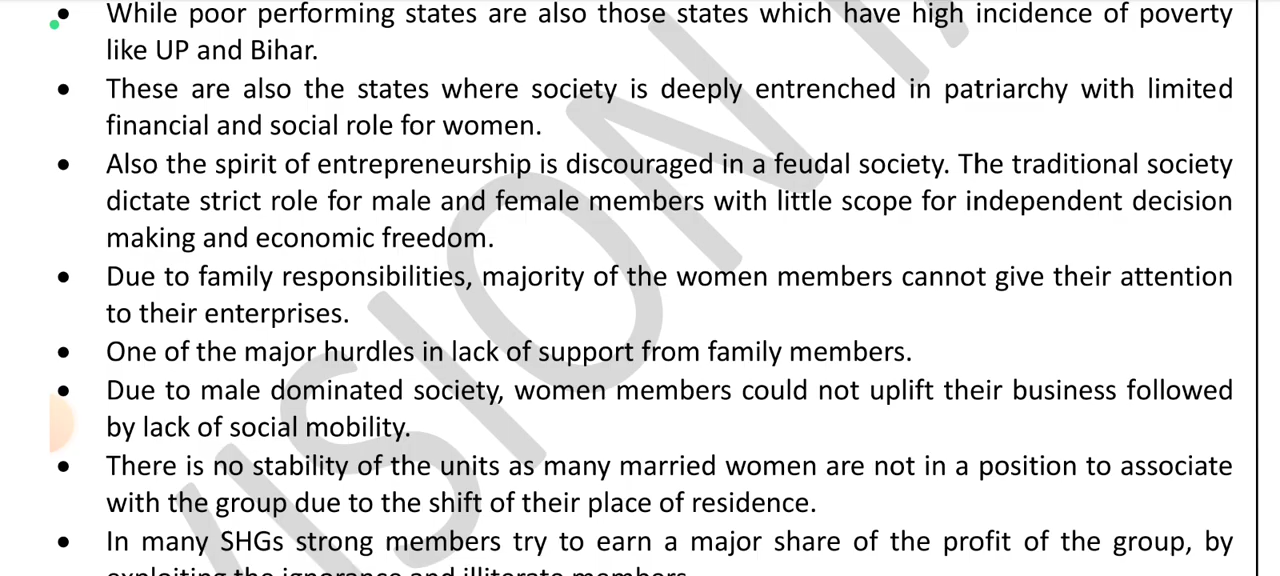 • While poor performing states are also those states which have high incidence of poverty
like UP and Bihar.
• These are also the states where society is deeply entrenched in patriarchy with limited
financial and social role for women.
• Also the spirit of entrepreneurship is discouraged in a feudal society. The traditional society
dictate strict role for male and female members with little scope for independent decision
making and economic freedom.
• Due to family responsibilities, majority of the women members cannot give their attention
to their enterprises.
• One of the major hurdles in lack of support from family members.
• Due to male dominated society, women members could not uplift their business followed
by lack of social mobility.
• There is no stability of the units as many married women are not in a position to associate
with the group due to the shift of their place of residence.
• In many SHGs strong members try to earn a major share of the profit of the group, by
exploiting the ignorance and illiterate members.
VISION IA